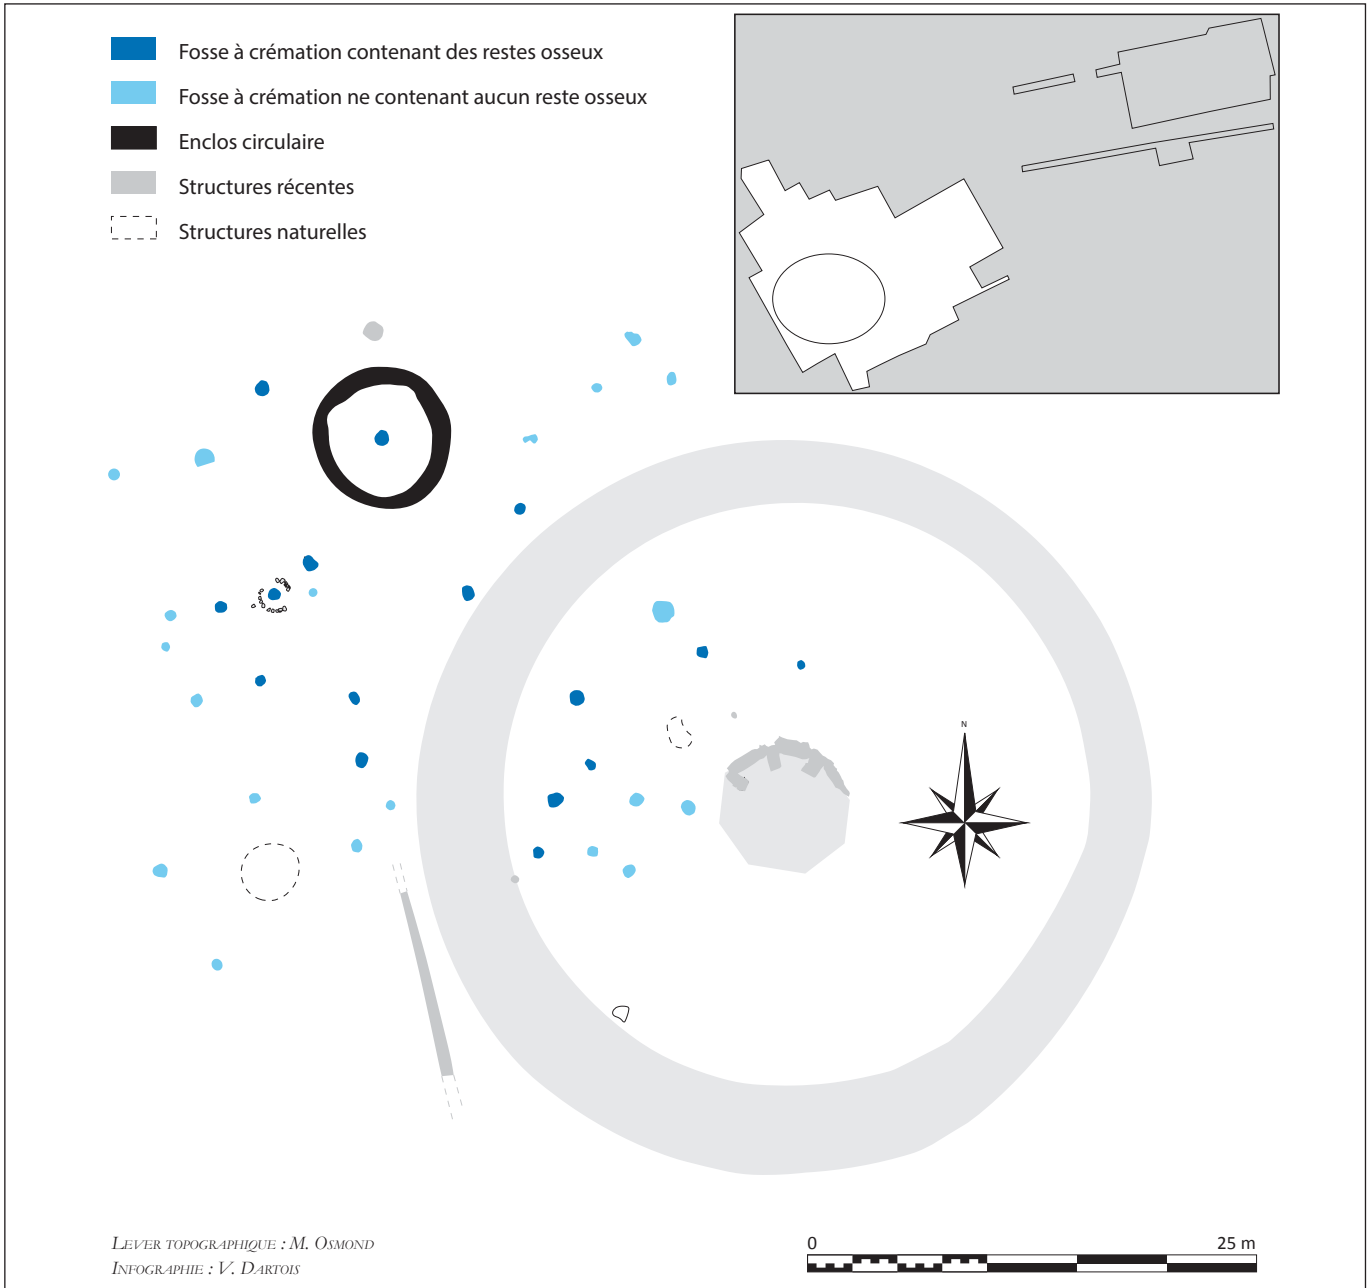 Fosse à crémation contenant des restes osseux
Fosse à crémation ne contenant aucun reste osseux
Enclos circulaire
Structures récentes
Structures naturelles
N
0 25 m
Lever topographique : M. Osmond
Infographie : V. Dartois